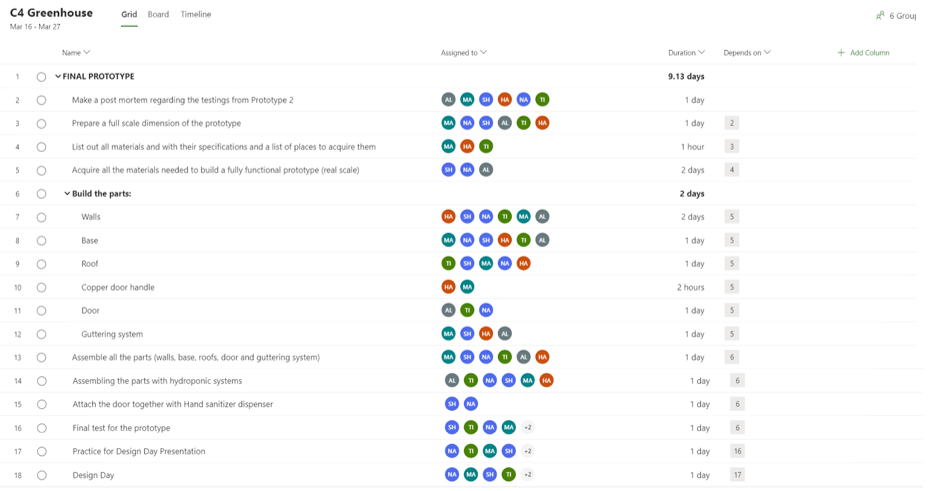 C4 Greenhouse Grid Board Timeline 6 Grou
Mar 16 - Mar 27
Name Assigned to Duration Depends on + Add Column
1 FINAL PROTOTYPE 9.13 days
2 Make a post mortem regarding the testings from Prototype 2 AL MA SH HA NA TI 1 day
3 Prepare a full scale dimension of the prototype MA NA SH AL TI HA 1 day 2
4 List out all materials and with their specifications and a list of places to acquire them MA HA TI 1 hour 3
5 Acquire all the materials needed to build a fully functional prototype (real scale) SH NA AL 2 days 4
6 Build the parts: 2 days
7 Walls HA SH NA TI MA AL 2 days 5
8 Base MA NA SH HA TI AL 1 day 5
9 Roof TI SH MA NA HA 1 day 5
10 Copper door handle HA MA 2 hours 5
11 Door AL TI NA 1 day 5
12 Guttering system MA SH HA AL 1 day 5
13 Assemble all the parts (walls, base, roofs, door and guttering system) MA SH NA TI AL HA 1 day 6
14 Assembling the parts with hydroponic systems AL TI NA SH MA HA 1 day 6
15 Attach the door together with Hand sanitizer dispenser SH NA 1 day 6
16 Final test for the prototype SH TI NA MA +2 1 day 6
17 Practice for Design Day Presentation NA TI MA SH +2 1 day 16
18 Design Day NA MA SH TI +2 1 day 17